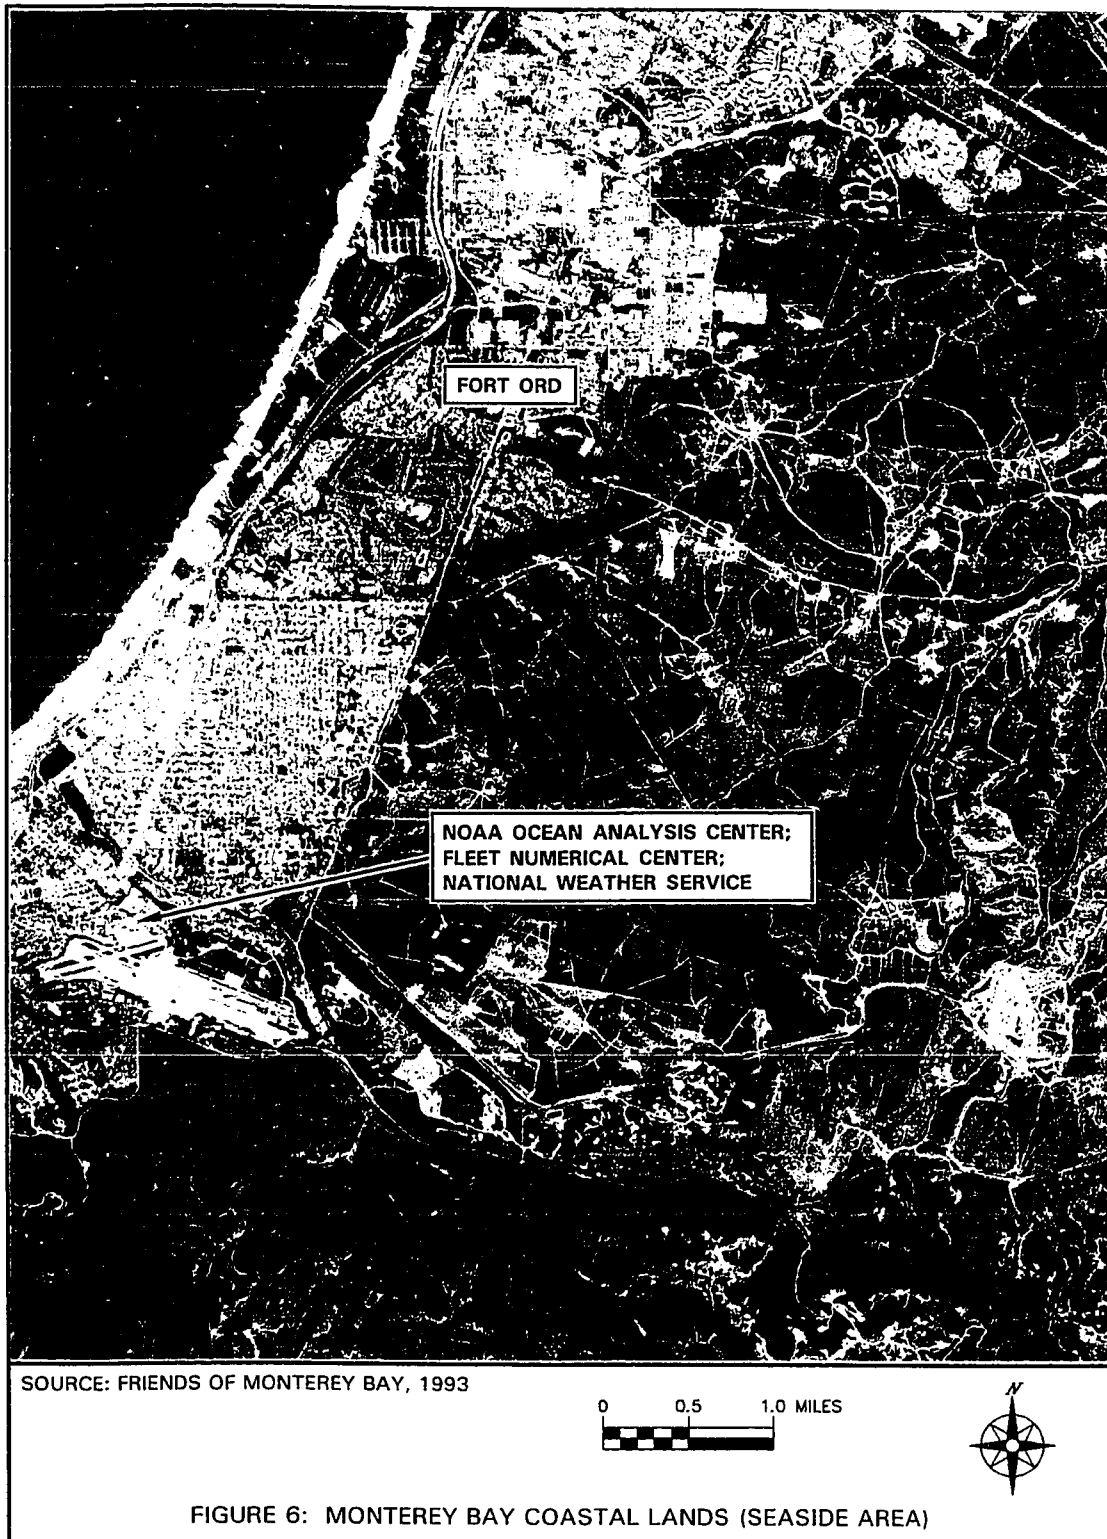 FORT ORD
NOAA OCEAN ANALYSIS CENTER;
FLEET NUMERICAL CENTER;
NATIONAL WEATHER SERVICE
SOURCE: FRIENDS OF MONTEREY BAY, 1993
0 0.5 1.0 MILES
N
FIGURE 6: MONTEREY BAY COASTAL LANDS (SEASIDE AREA)